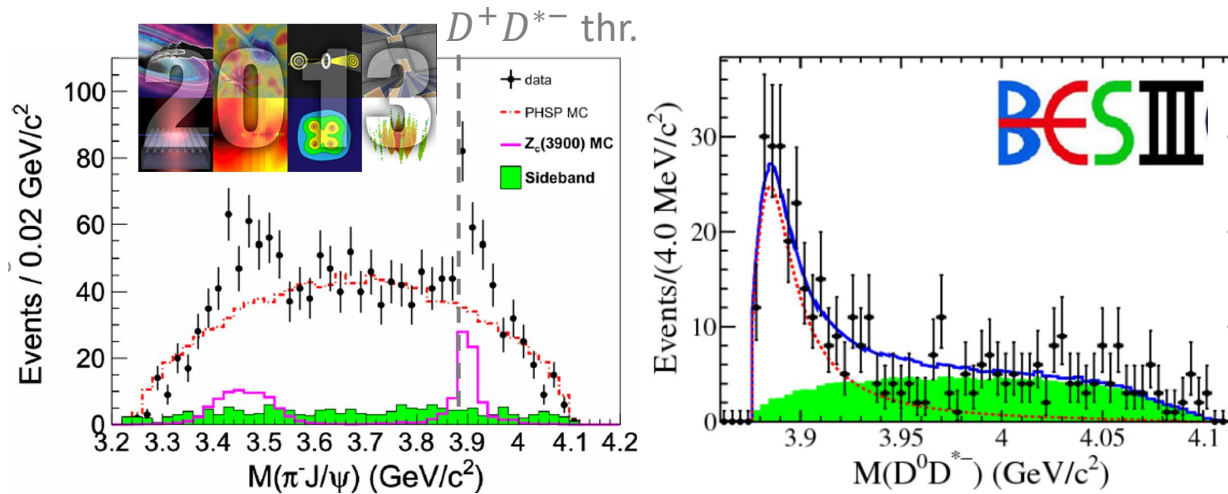 2013
D⁺D*⁻ thr.
data
PHSP MC
Z_c(3900) MC
Sideband
Events / 0.02 GeV/c²
100
80
60
40
20
0
3.2 3.3 3.4 3.5 3.6 3.7 3.8 3.9 4 4.1 4.2
M(π⁻J/ψ) (GeV/c²)
BESIII
Events/(4.0 MeV/c²)
30
20
10
0
3.9 3.95 4 4.05 4.1
M(D⁰D*⁻) (GeV/c²)